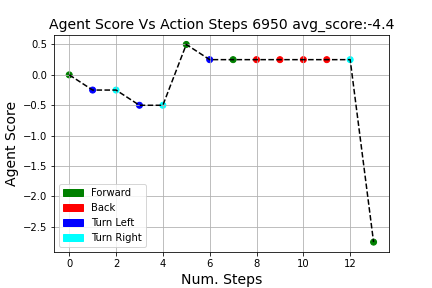 Agent Score Vs Action Steps 6950 avg_score:-4.4
0.5
0.0
−0.5
−1.0
−1.5
−2.0
−2.5
Agent Score
Forward
Back
Turn Left
Turn Right
0 2 4 6 8 10 12
Num. Steps